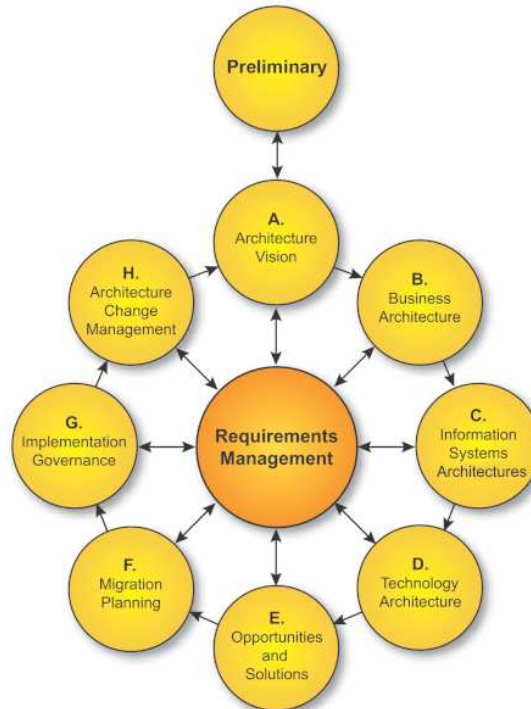 Preliminary
A.
Architecture
Vision
B.
Business
Architecture
C.
Information
Systems
Architectures
D.
Technology
Architecture
E.
Opportunities
and
Solutions
F.
Migration
Planning
G.
Implementation
Governance
H.
Architecture
Change
Management
Requirements
Management